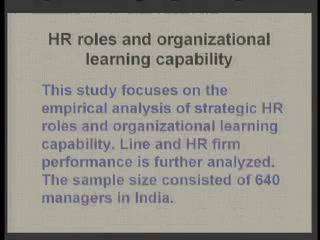 HR roles and organizational
learning capability
This study focuses on the
empirical analysis of strategic HR
roles and organizational learning
capability. Line and HR firm
performance is further analyzed.
The sample size consisted of 640
managers in India.